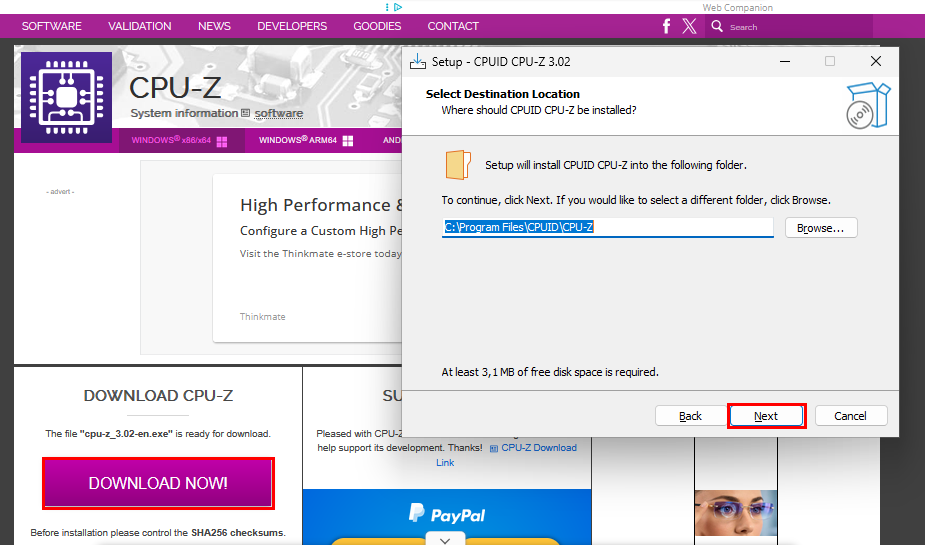 Web Companion
SOFTWARE VALIDATION NEWS DEVELOPERS GOODIES CONTACT Search
CPU-Z
System information software
WINDOWS® x86/x64 WINDOWS® ARM64
- advert -
High Performance
Configure a Custom High
Visit the Thinkmate e-store today
Thinkmate
Setup - CPUID CPU-Z 3.02
Select Destination Location
Where should CPUID CPU-Z be installed?
Setup will install CPUID CPU-Z into the following folder.
To continue, click Next. If you would like to select a different folder, click Browse.
C:\Program Files\CPUID\CPU-Z
Browse...
At least 3,1 MB of free disk space is required.
Back Next Cancel
DOWNLOAD CPU-Z
The file "cpu-z_3.02-en.exe" is ready for download.
DOWNLOAD NOW!
Before installation please control the SHA256 checksums.
Pleased with CPU-Z
help support its development. Thanks! CPU-Z Download
Link
PayPal